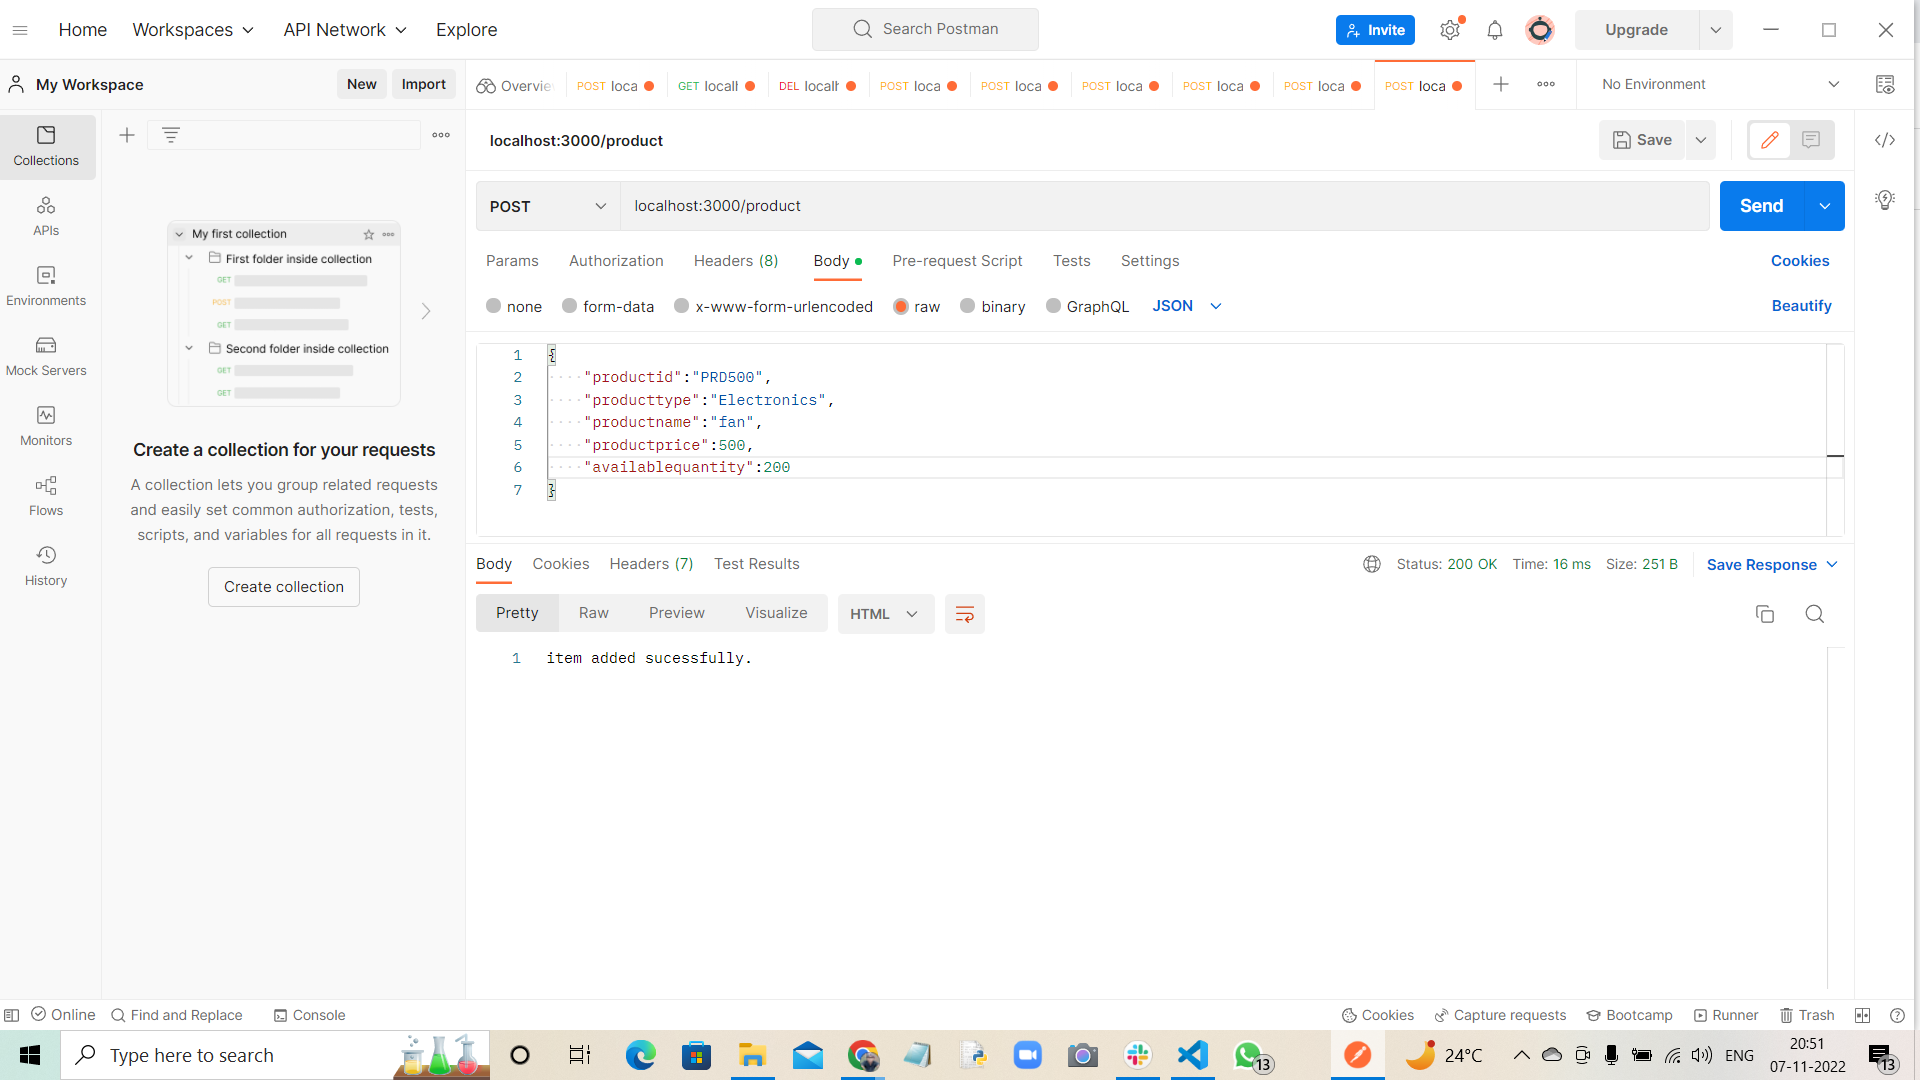 Home Workspaces API Network Explore Search Postman Invite Upgrade
My Workspace New Import
Overvie POST loca GET locall DEL localh POST loca POST loca POST loca POST loca POST loca POST loca No Environment
Collections
APIs
Environments
Mock Servers
Monitors
Flows
History
My first collection
First folder inside collection
GET
POST
GET
Second folder inside collection
GET
GET
Create a collection for your requests
A collection lets you group related requests
and easily set common authorization, tests,
scripts, and variables for all requests in it.
Create collection
localhost:3000/product Save
POST localhost:3000/product Send
Params Authorization Headers (8) Body Pre-request Script Tests Settings Cookies
none form-data x-www-form-urlencoded raw binary GraphQL JSON Beautify
1 {
2 "productid":"PRD500",
3 "producttype":"Electronics",
4 "productname":"fan",
5 "productprice":500,
6 "availablequantity":200
7 }
Body Cookies Headers (7) Test Results Status: 200 OK Time: 16 ms Size: 251 B Save Response
Pretty Raw Preview Visualize HTML
1 item added sucessfully.
Online Find and Replace Console Cookies Capture requests Bootcamp Runner Trash
Type here to search 13 24°C ENG 20:51
07-11-2022 13